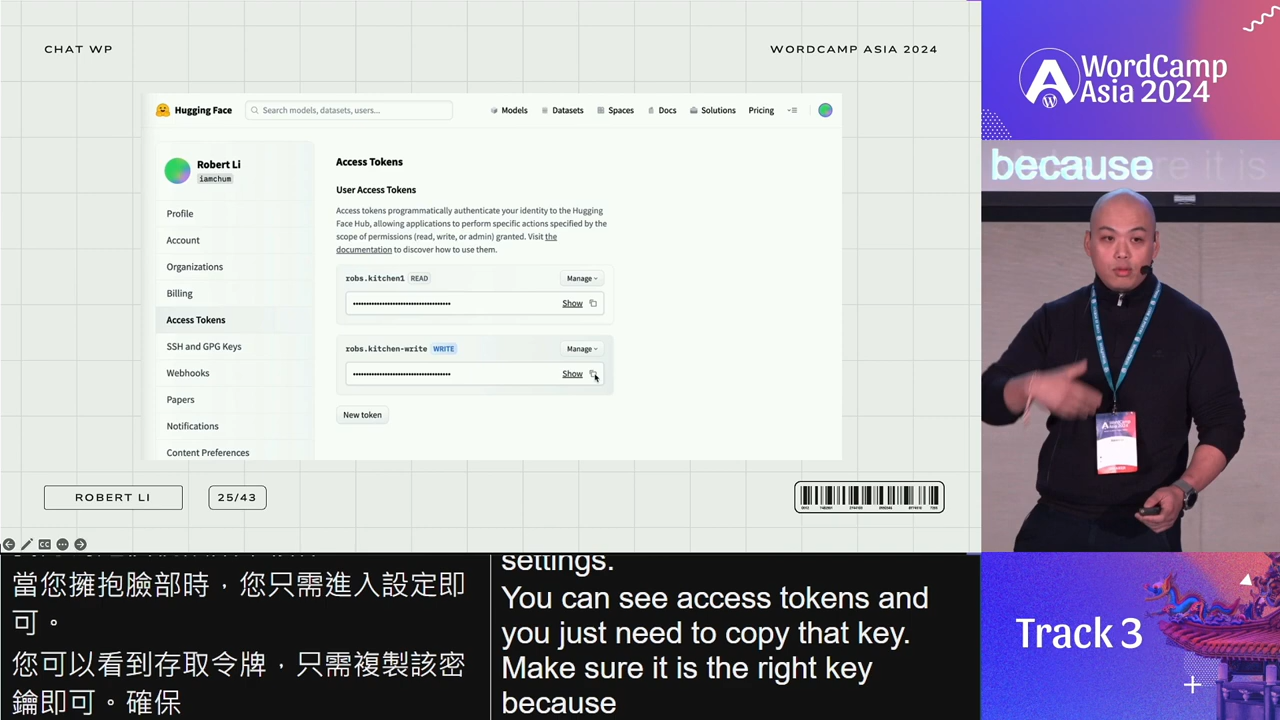 CHAT WP
WORDCAMP ASIA 2024
Hugging Face
Search models, datasets, users...
Models
Datasets
Spaces
Docs
Solutions
Pricing
Robert Li
iamchum
Profile
Account
Organizations
Billing
Access Tokens
SSH and GPG Keys
Webhooks
Papers
Notifications
Content Preferences
Access Tokens
User Access Tokens
Access tokens programmatically authenticate your identity to the Hugging
Face Hub, allowing applications to perform specific actions specified by the
scope of permissions (read, write, or admin) granted. Visit the
documentation to discover how to use them.
robs.kitchen1 READ
Manage
Show
robs.kitchen-write WRITE
Manage
Show
New token
ROBERT LI
25/43
WordCamp
Asia 2024
because
re it is
當您擁抱臉部時，您只需進入設定即
可。
您可以看到存取令牌，只需複製該密
鑰即可。確保
settings.
You can see access tokens and
you just need to copy that key.
Make sure it is the right key
because
Track 3